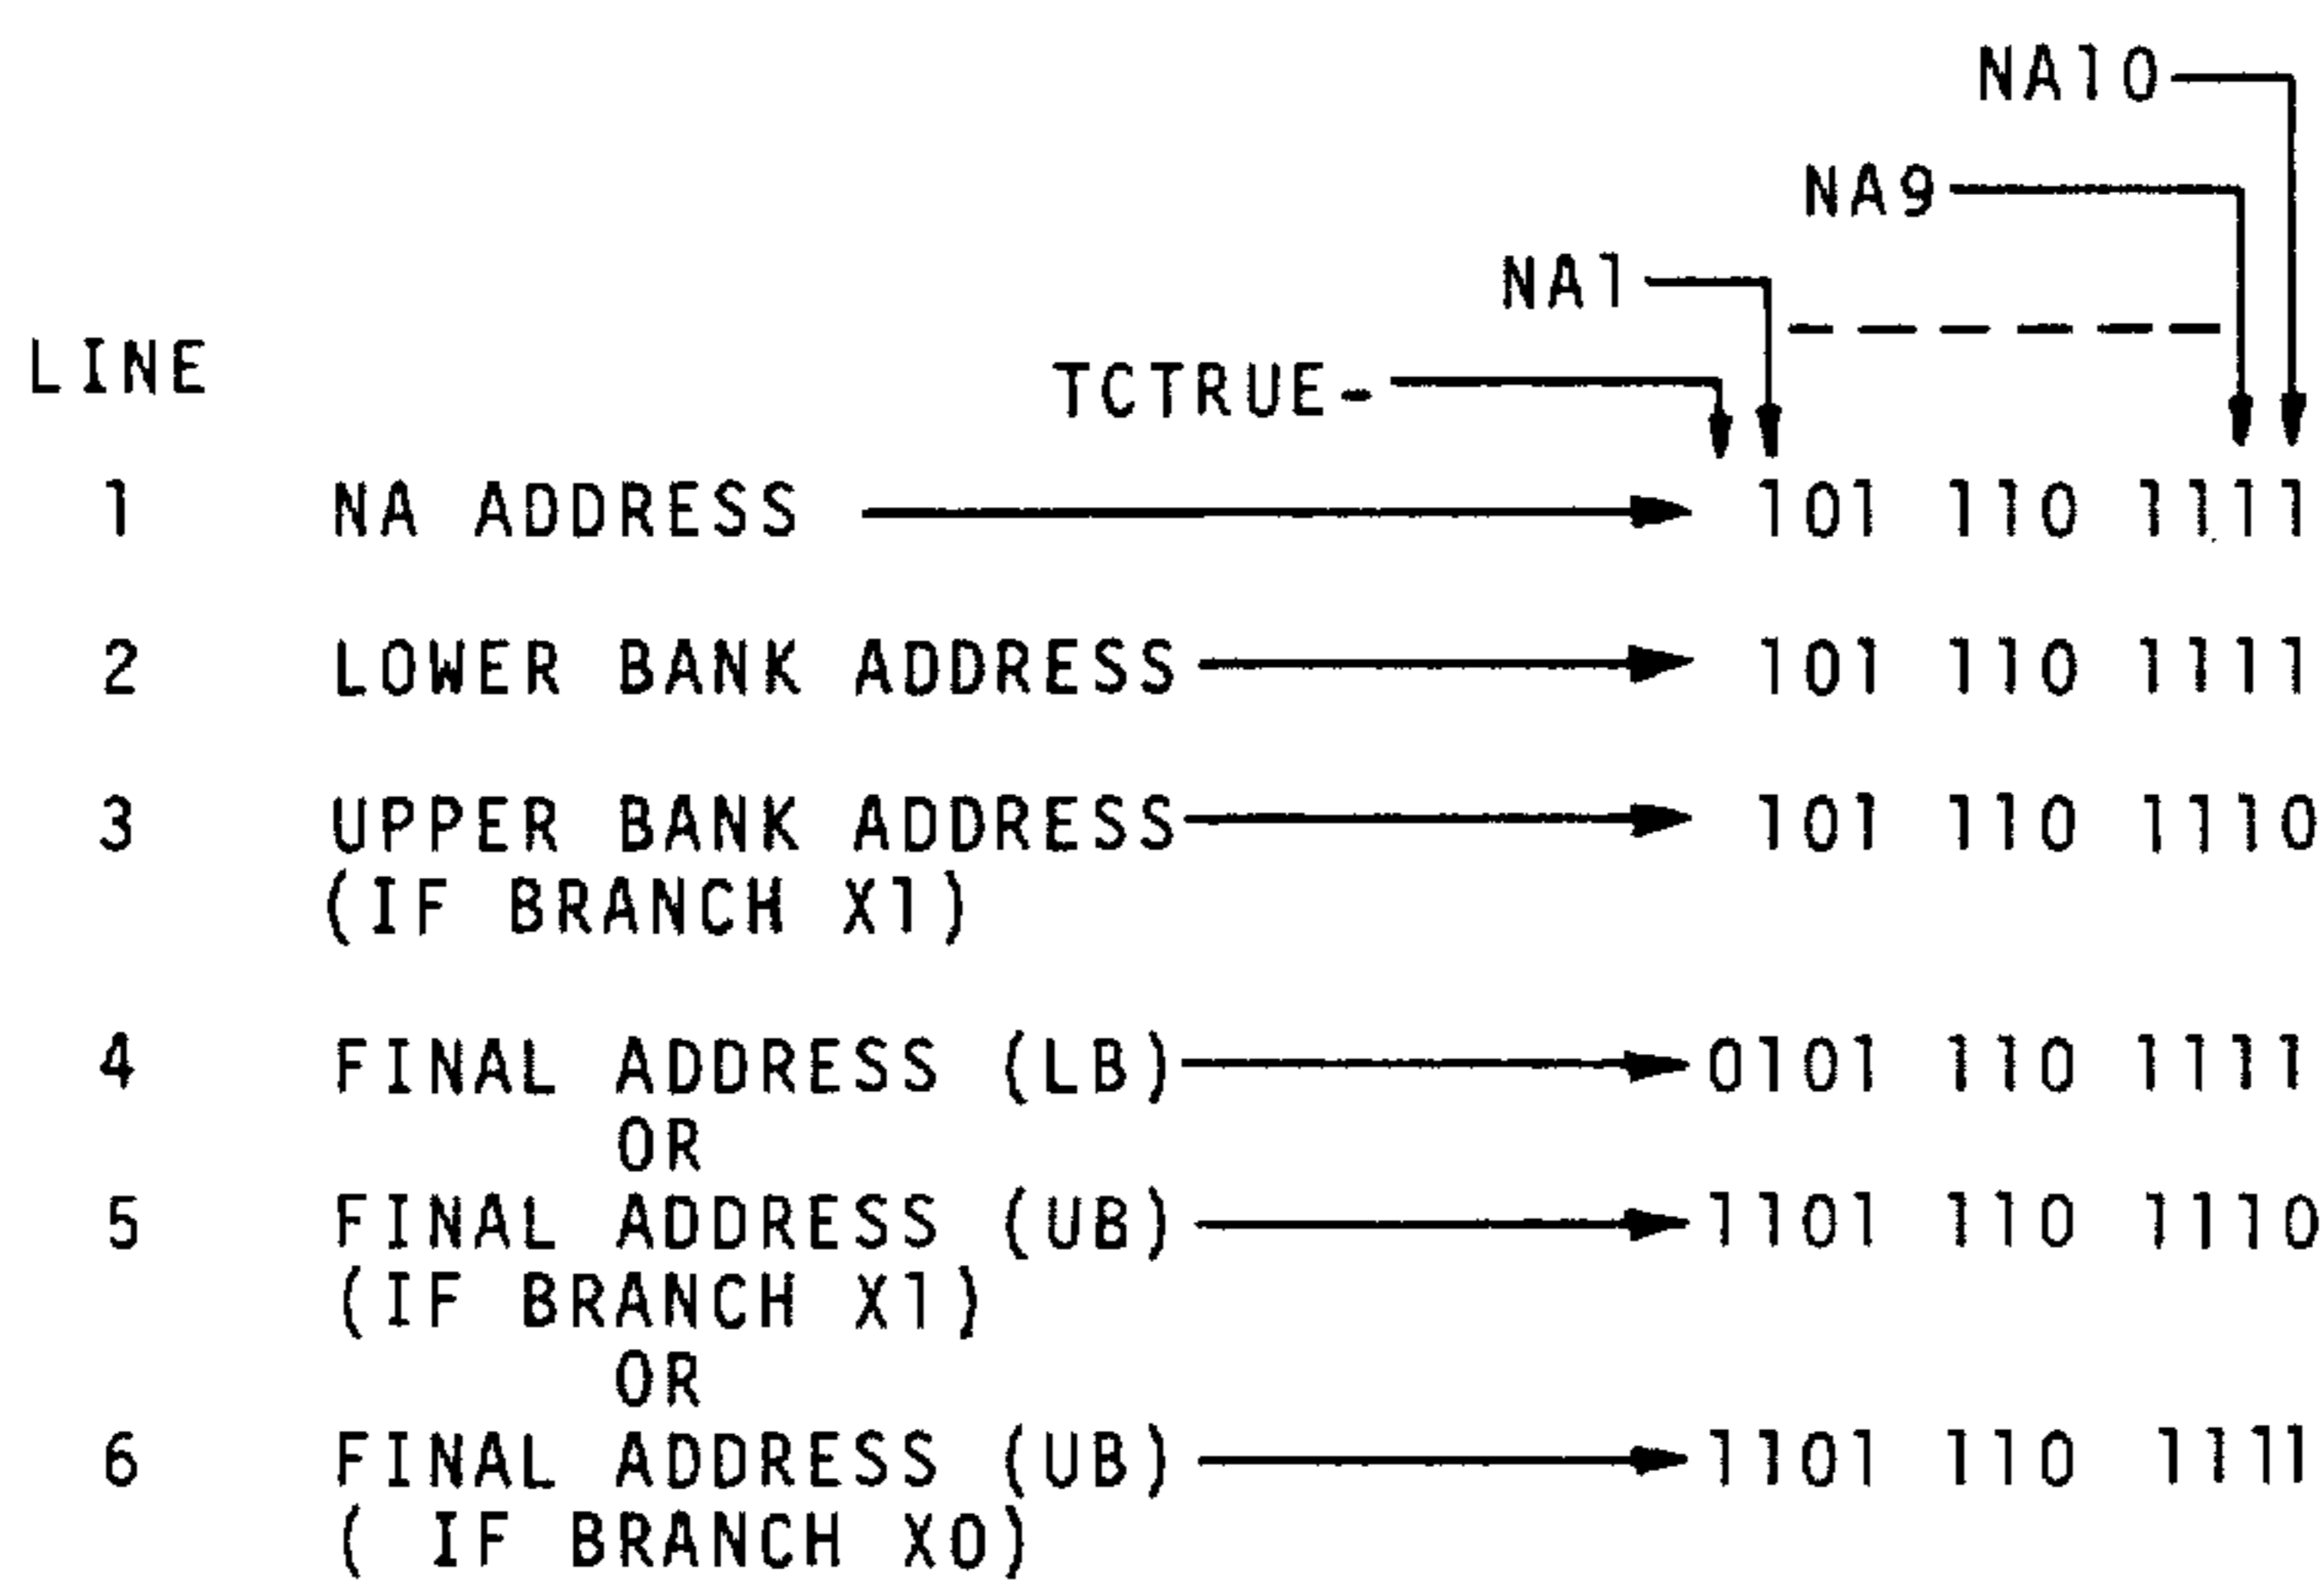 NA10
NA9
NA1
LINE
TCTRUE-
1 NA ADDRESS 101 110 1111
2 LOWER BANK ADDRESS 101 110 1111
3 UPPER BANK ADDRESS 101 110 1110
(IF BRANCH X1)
4 FINAL ADDRESS (LB) 0101 110 1111
OR
5 FINAL ADDRESS (UB) 1101 110 1110
(IF BRANCH X1)
OR
6 FINAL ADDRESS (UB) 1101 110 1111
( IF BRANCH X0)